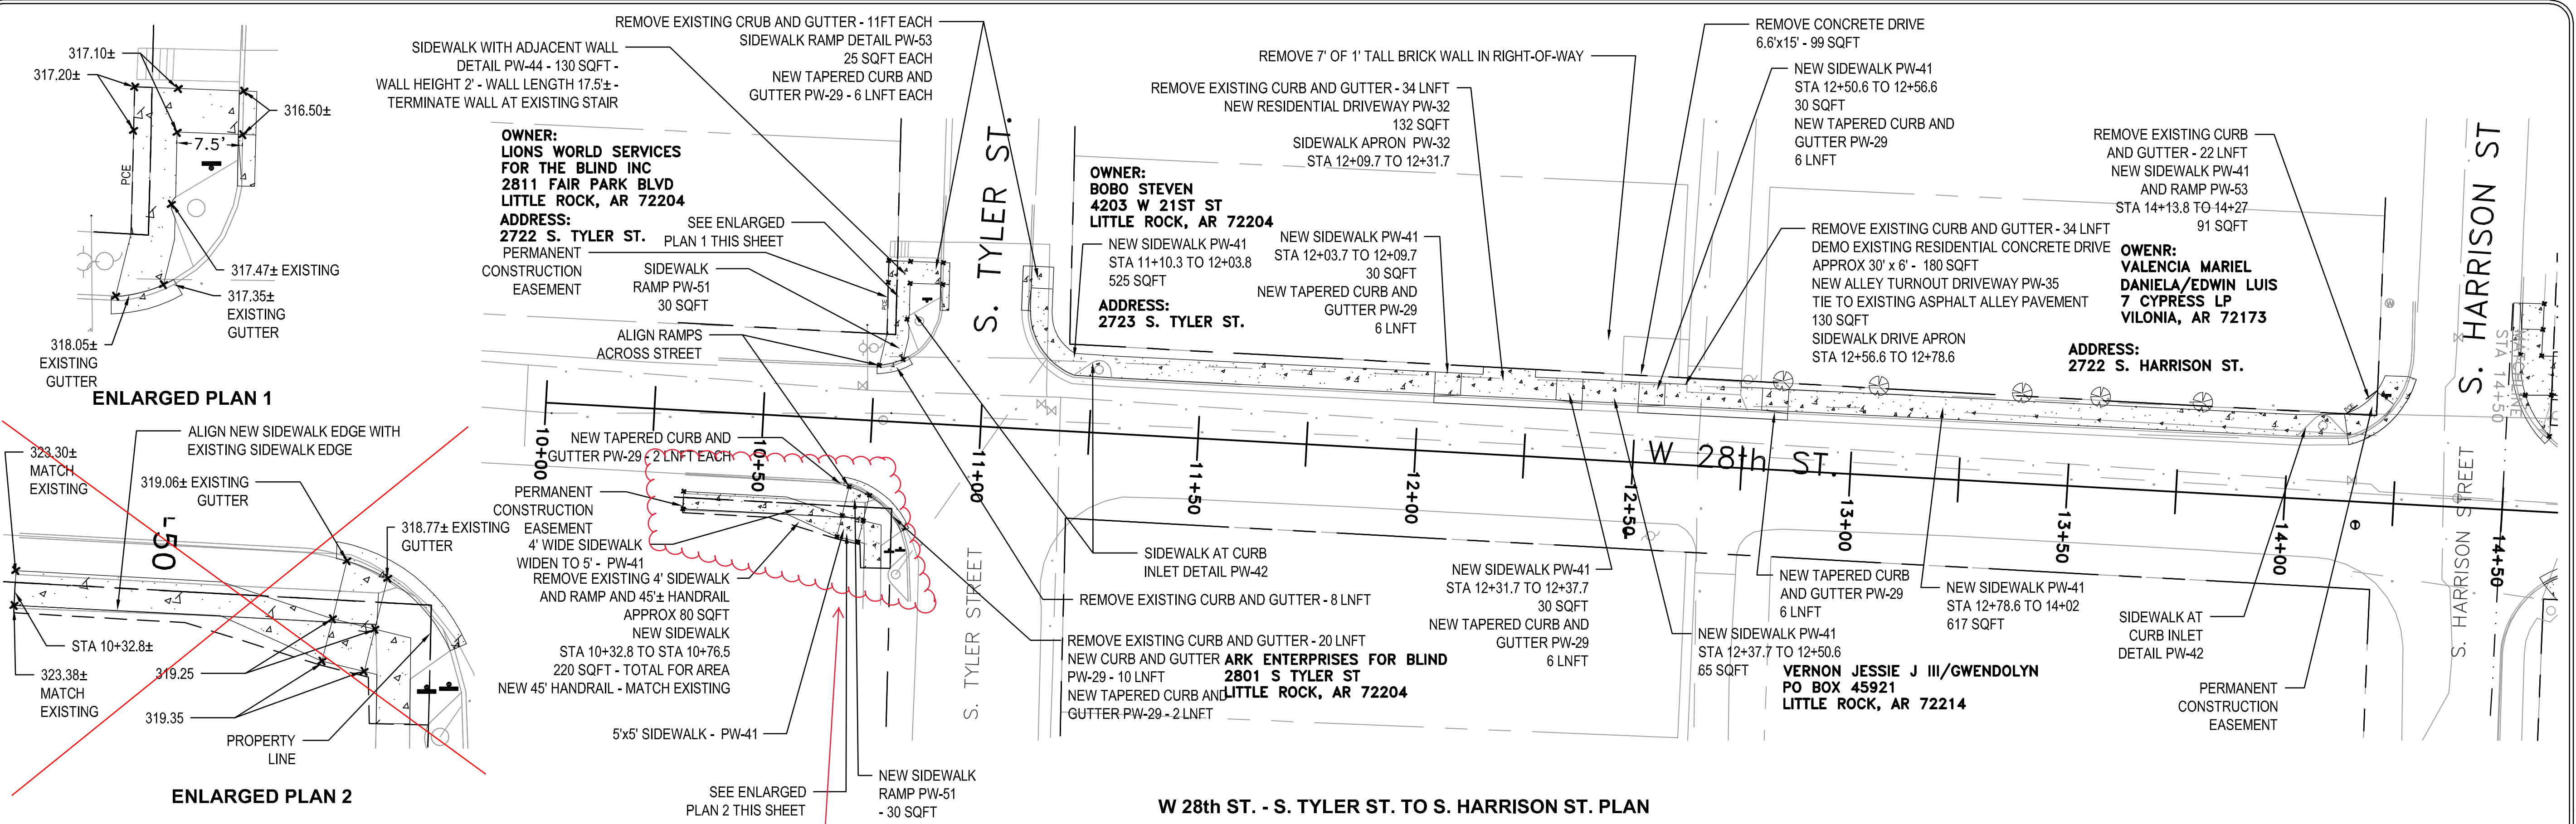 317.10±
317.20±
316.50±
7.5'
PCE
317.47± EXISTING
317.35±
EXISTING
GUTTER
318.05±
EXISTING
GUTTER
ENLARGED PLAN 1
ALIGN NEW SIDEWALK EDGE WITH
EXISTING SIDEWALK EDGE
323.30±
MATCH
EXISTING
319.06± EXISTING
GUTTER
50
318.77± EXISTING
GUTTER
STA 10+32.8±
323.38±
MATCH
EXISTING
319.25
319.35
PROPERTY
LINE
ENLARGED PLAN 2
REMOVE EXISTING CRUB AND GUTTER - 11FT EACH
SIDEWALK RAMP DETAIL PW-53
25 SQFT EACH
NEW TAPERED CURB AND
GUTTER PW-29 - 6 LNFT EACH
SIDEWALK WITH ADJACENT WALL
DETAIL PW-44 - 130 SQFT -
WALL HEIGHT 2' - WALL LENGTH 17.5'± -
TERMINATE WALL AT EXISTING STAIR
OWNER:
LIONS WORLD SERVICES
FOR THE BLIND INC
2811 FAIR PARK BLVD
LITTLE ROCK, AR 72204
ADDRESS:
2722 S. TYLER ST.
SEE ENLARGED
PLAN 1 THIS SHEET
PERMANENT
CONSTRUCTION
EASEMENT
SIDEWALK
RAMP PW-51
30 SQFT
ALIGN RAMPS
ACROSS STREET
PCE
S. TYLER ST.
NEW TAPERED CURB AND
GUTTER PW-29 - 2 LNFT EACH
PERMANENT
CONSTRUCTION
EASEMENT
4' WIDE SIDEWALK
WIDEN TO 5' - PW-41
REMOVE EXISTING 4' SIDEWALK
AND RAMP AND 45'± HANDRAIL
APPROX 80 SQFT
NEW SIDEWALK
STA 10+32.8 TO STA 10+76.5
220 SQFT - TOTAL FOR AREA
NEW 45' HANDRAIL - MATCH EXISTING
5'x5' SIDEWALK - PW-41
SEE ENLARGED
PLAN 2 THIS SHEET
NEW SIDEWALK
RAMP PW-51
- 30 SQFT
REMOVE 7' OF 1' TALL BRICK WALL IN RIGHT-OF-WAY
REMOVE EXISTING CURB AND GUTTER - 34 LNFT
NEW RESIDENTIAL DRIVEWAY PW-32
132 SQFT
SIDEWALK APRON PW-32
STA 12+09.7 TO 12+31.7
OWNER:
BOBO STEVEN
4203 W 21ST ST
LITTLE ROCK, AR 72204
NEW SIDEWALK PW-41
STA 11+10.3 TO 12+03.8
525 SQFT
ADDRESS:
2723 S. TYLER ST.
NEW SIDEWALK PW-41
STA 12+03.7 TO 12+09.7
30 SQFT
NEW TAPERED CURB AND
GUTTER PW-29
6 LNFT
REMOVE CONCRETE DRIVE
6.6'x15' - 99 SQFT
NEW SIDEWALK PW-41
STA 12+50.6 TO 12+56.6
30 SQFT
NEW TAPERED CURB AND
GUTTER PW-29
6 LNFT
REMOVE EXISTING CURB AND GUTTER - 34 LNFT
DEMO EXISTING RESIDENTIAL CONCRETE DRIVE
APPROX 30' x 6' - 180 SQFT
NEW ALLEY TURNOUT DRIVEWAY PW-35
TIE TO EXISTING ASPHALT ALLEY PAVEMENT
130 SQFT
SIDEWALK DRIVE APRON
STA 12+56.6 TO 12+78.6
REMOVE EXISTING CURB
AND GUTTER - 22 LNFT
NEW SIDEWALK PW-41
AND RAMP PW-53
STA 14+13.8 TO 14+27
91 SQFT
OWENR:
VALENCIA MARIEL
DANIELA/EDWIN LUIS
7 CYPRESS LP
VILONIA, AR 72173
ADDRESS:
2722 S. HARRISON ST.
S. HARRISON ST
STA 14+50
PCE
10+00
10+50
11+00
11+50
12+00
12+50
13+00
13+50
14+00
14+50
W 28th ST.
S. TYLER STREET
S. HARRISON STREET
SIDEWALK AT CURB
INLET DETAIL PW-42
REMOVE EXISTING CURB AND GUTTER - 8 LNFT
REMOVE EXISTING CURB AND GUTTER - 20 LNFT
NEW CURB AND GUTTER
PW-29 - 10 LNFT
NEW TAPERED CURB AND
GUTTER PW-29 - 2 LNFT
ARK ENTERPRISES FOR BLIND
2801 S TYLER ST
LITTLE ROCK, AR 72204
NEW SIDEWALK PW-41
STA 12+31.7 TO 12+37.7
30 SQFT
NEW TAPERED CURB AND
GUTTER PW-29
6 LNFT
NEW SIDEWALK PW-41
STA 12+37.7 TO 12+50.6
65 SQFT
VERNON JESSIE J III/GWENDOLYN
PO BOX 45921
LITTLE ROCK, AR 72214
NEW TAPERED CURB
AND GUTTER PW-29
6 LNFT
NEW SIDEWALK PW-41
STA 12+78.6 TO 14+02
617 SQFT
SIDEWALK AT
CURB INLET
DETAIL PW-42
PERMANENT
CONSTRUCTION
EASEMENT
W 28th ST. - S. TYLER ST. TO S. HARRISON ST. PLAN